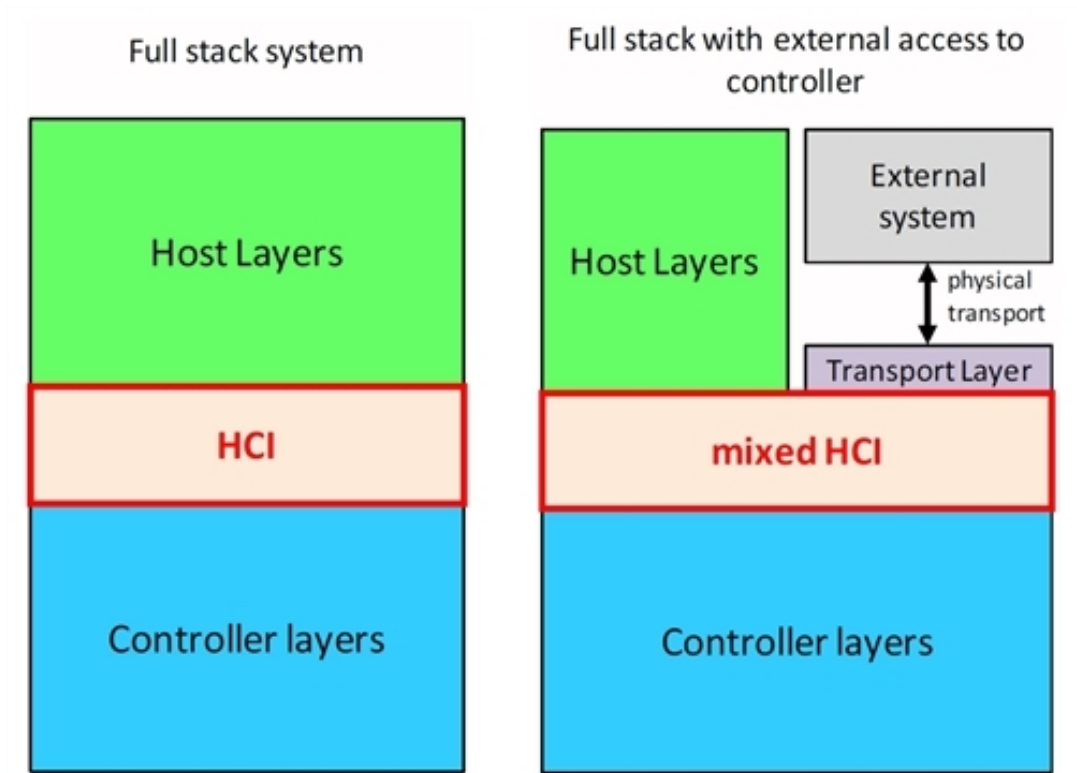 Full stack system
Host Layers
HCI
Controller layers
Full stack with external access to
controller
Host Layers
External
system
physical
transport
Transport Layer
mixed HCI
Controller layers